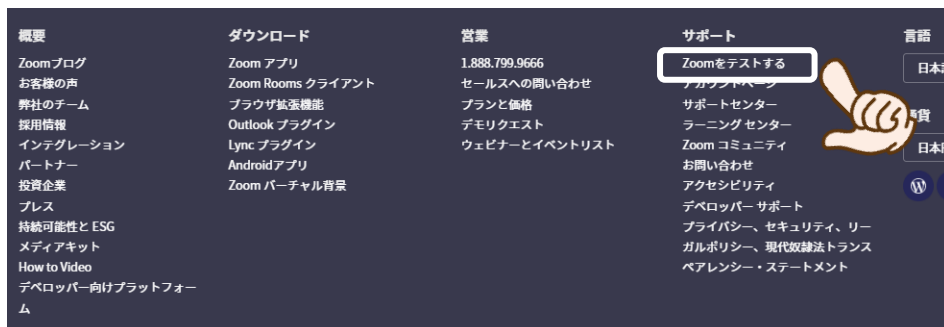 概要
Zoomブログ
お客様の声
弊社のチーム
採用情報
インテグレーション
パートナー
投資企業
プレス
持続可能性と ESG
メディアキット
How to Video
デベロッパー向けプラットフォー
ム
ダウンロード
Zoom アプリ
Zoom Rooms クライアント
ブラウザ拡張機能
Outlook プラグイン
Lync プラグイン
Androidアプリ
Zoom バーチャル背景
営業
1.888.799.9666
セールスへの問い合わせ
プランと価格
デモリクエスト
ウェビナーとイベントリスト
サポート
Zoomをテストする
アカウントページ
サポートセンター
ラーニング センター
Zoom コミュニティ
お問い合わせ
アクセシビリティ
デベロッパー サポート
プライバシー、セキュリティ、リー
ガルポリシー、現代奴隷法トランス
ペアレンシー・ステートメント
言語
日本
貨
日本